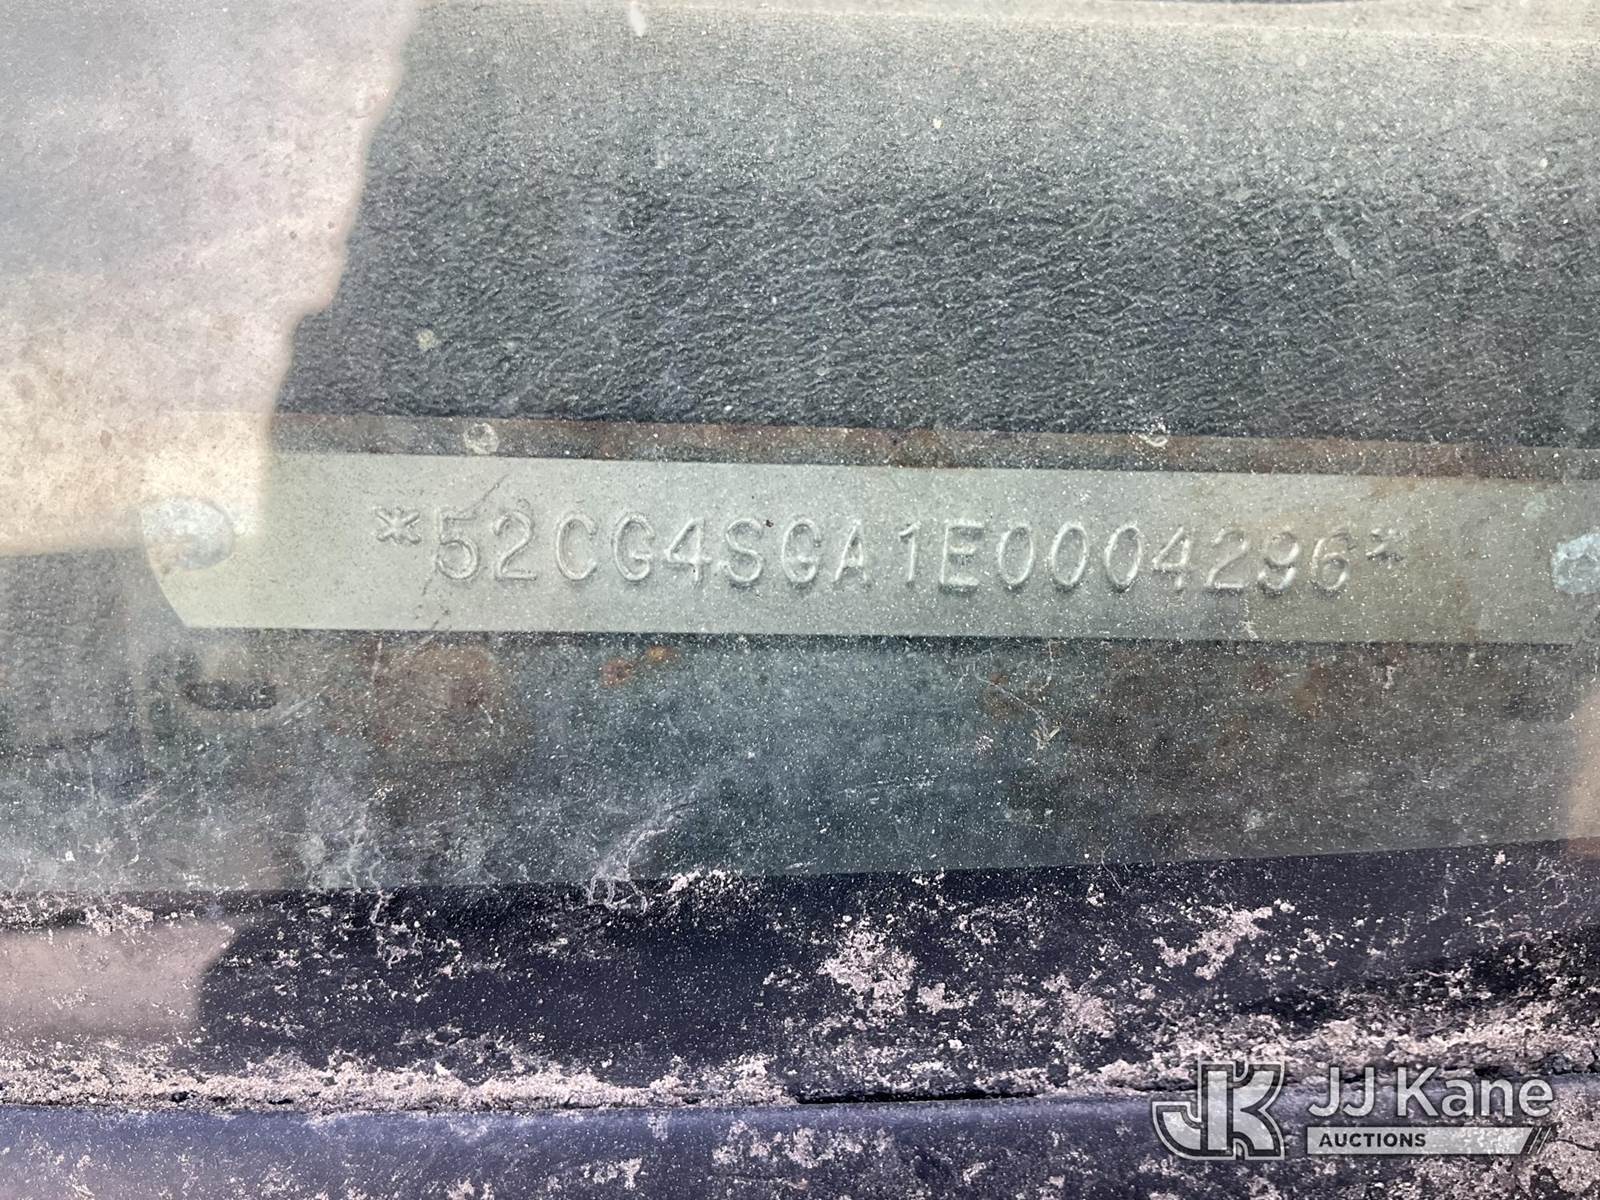 *52CG4SGA1E0004296*
JJ Kane
AUCTIONS